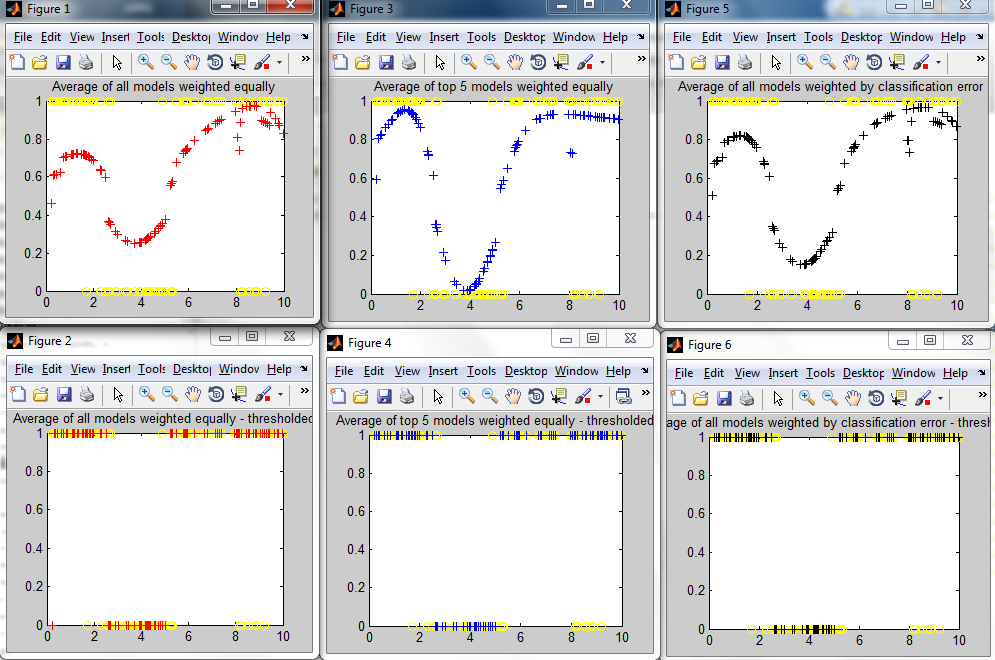 Figure 1
File Edit View Insert Tools Desktop Window Help
Average of all models weighted equally
1
0.8
0.6
0.4
0.2
0
0 2 4 6 8 10
Figure 3
File Edit View Insert Tools Desktop Window Help
Average of top 5 models weighted equally
1
0.8
0.6
0.4
0.2
0
0 2 4 6 8 10
Figure 5
File Edit View Insert Tools Desktop Window Help
Average of all models weighted by classification error
1
0.8
0.6
0.4
0.2
0
0 2 4 6 8 10
Figure 2
File Edit View Insert Tools Desktop Window Help
Average of all models weighted equally - thresholded
1
0.8
0.6
0.4
0.2
0
0 2 4 6 8 10
Figure 4
File Edit View Insert Tools Desktop Window Help
Average of top 5 models weighted equally - thresholded
1
0.8
0.6
0.4
0.2
0
0 2 4 6 8 10
Figure 6
File Edit View Insert Tools Desktop Window Help
age of all models weighted by classification error - thresh
1
0.8
0.6
0.4
0.2
0
0 2 4 6 8 10